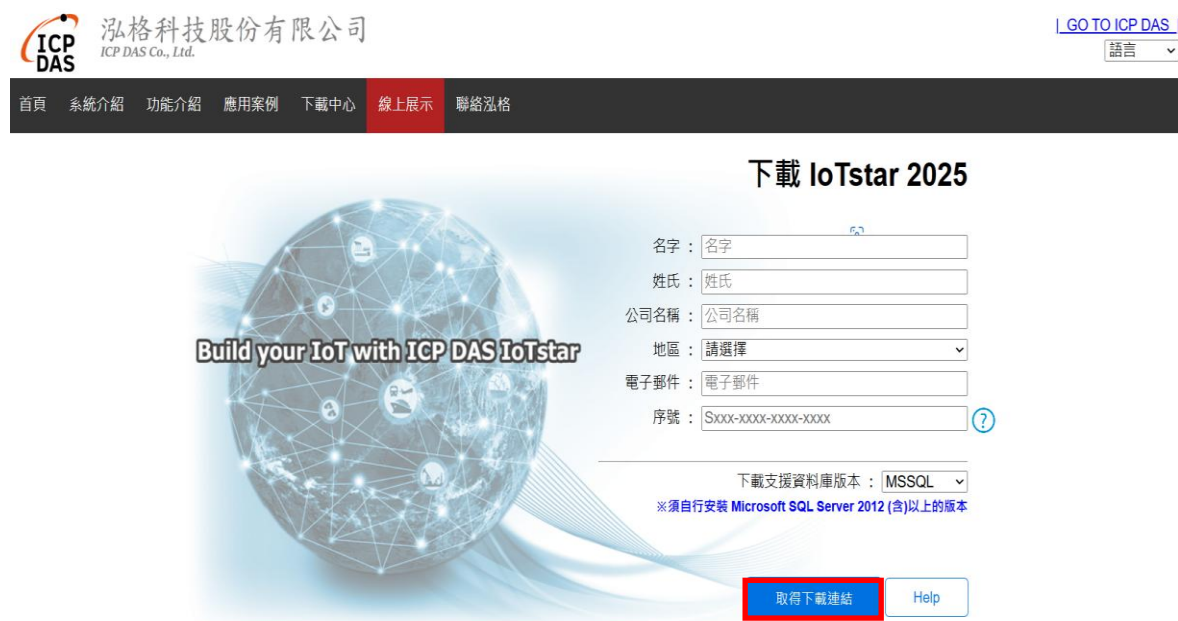 ICP DAS
泓格科技股份有限公司
ICP DAS Co., Ltd.
| GO TO ICP DAS |
語言
首頁 系統介紹 功能介紹 應用案例 下載中心 線上展示 聯絡泓格
下載 IoTstar 2025
名字 : 名字
姓氏 : 姓氏
公司名稱 : 公司名稱
地區 : 請選擇
電子郵件 : 電子郵件
序號 : Sxxx-xxxx-xxxx-xxxx ?
Build your IoT with ICP DAS IoTstar
下載支援資料庫版本 : MSSQL
※須自行安裝 Microsoft SQL Server 2012 (含)以上的版本
取得下載連結 Help